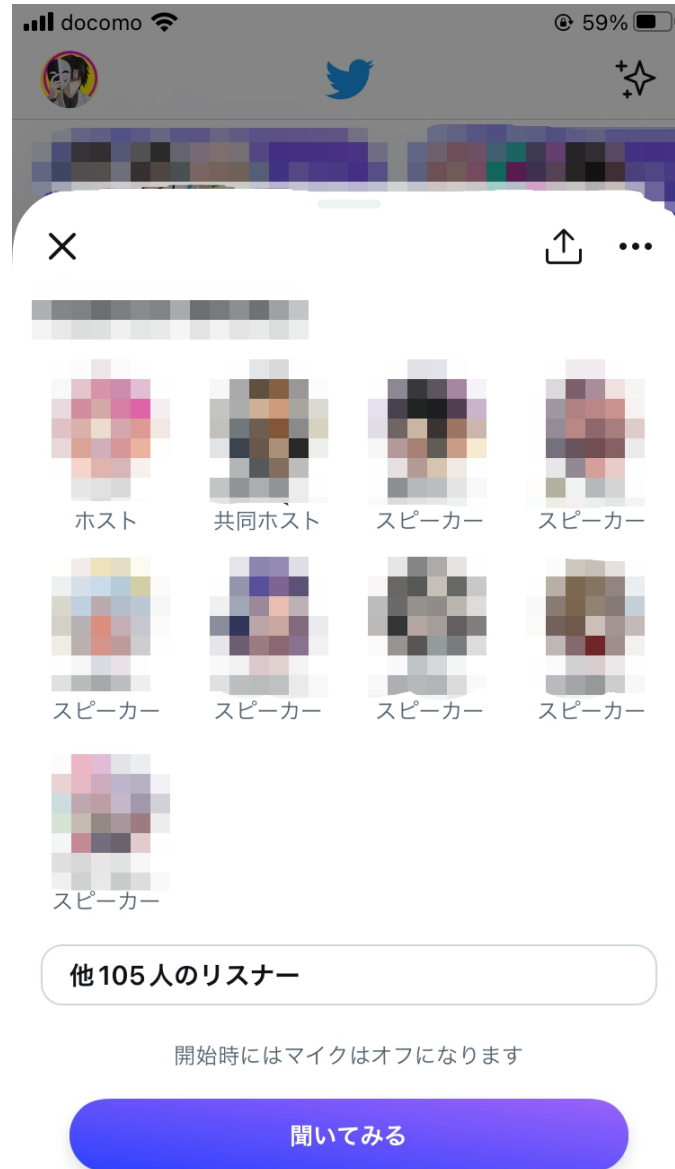 docomo 59%
ホスト 共同ホスト スピーカー スピーカー
スピーカー スピーカー スピーカー スピーカー
スピーカー
他105人のリスナー
開始時にはマイクはオフになります
聞いてみる